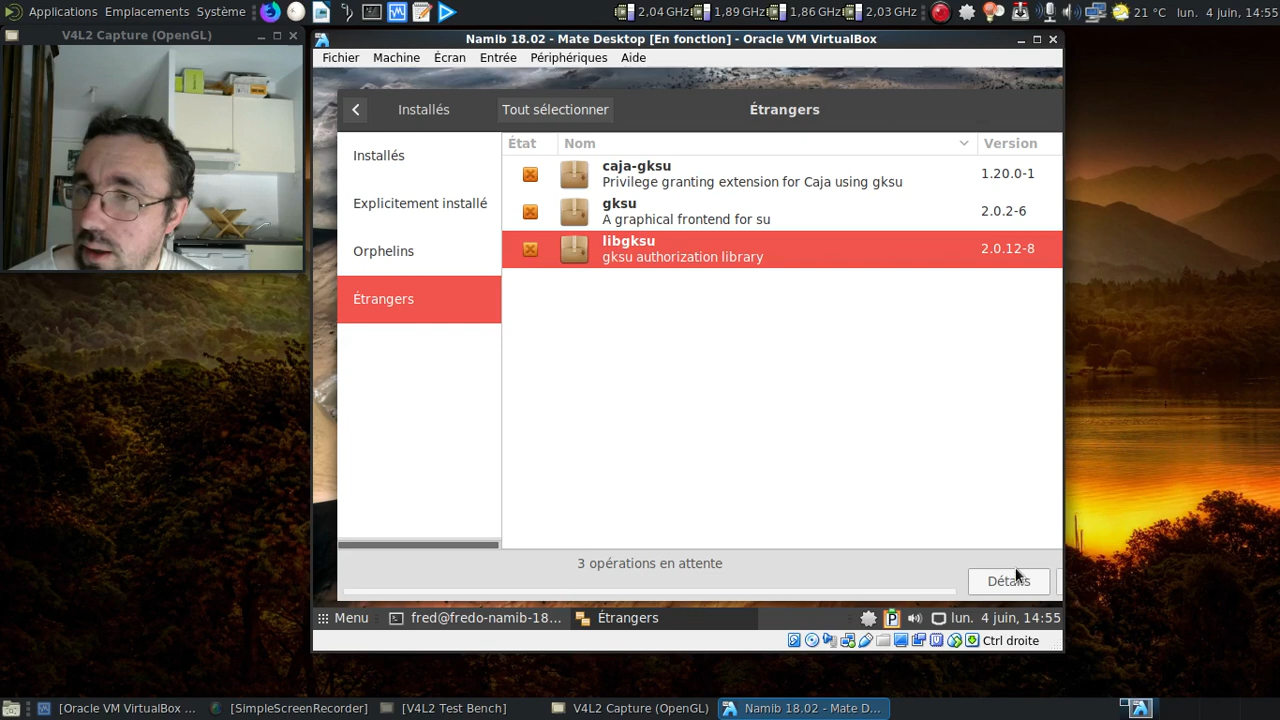 Applications Emplacements Système
2,04 GHz 1,89 GHz 1,86 GHz 2,03 GHz 21 °C lun. 4 juin, 14:55
V4L2 Capture (OpenGL)
Namib 18.02 - Mate Desktop [En fonction] - Oracle VM VirtualBox
Fichier Machine Écran Entrée Périphériques Aide
Installés Tout sélectionner Étrangers
État Nom Version
Installés
Explicitement installé
Orphelins
Étrangers
caja-gksu
Privilege granting extension for Caja using gksu
1.20.0-1
gksu
A graphical frontend for su
2.0.2-6
libgksu
gksu authorization library
2.0.12-8
3 opérations en attente
Détails
Menu fred@fredo-namib-18... Étrangers P lun. 4 juin, 14:55
Ctrl droite
[Oracle VM VirtualBox ... [SimpleScreenRecorder] [V4L2 Test Bench] V4L2 Capture (OpenGL) Namib 18.02 - Mate D...